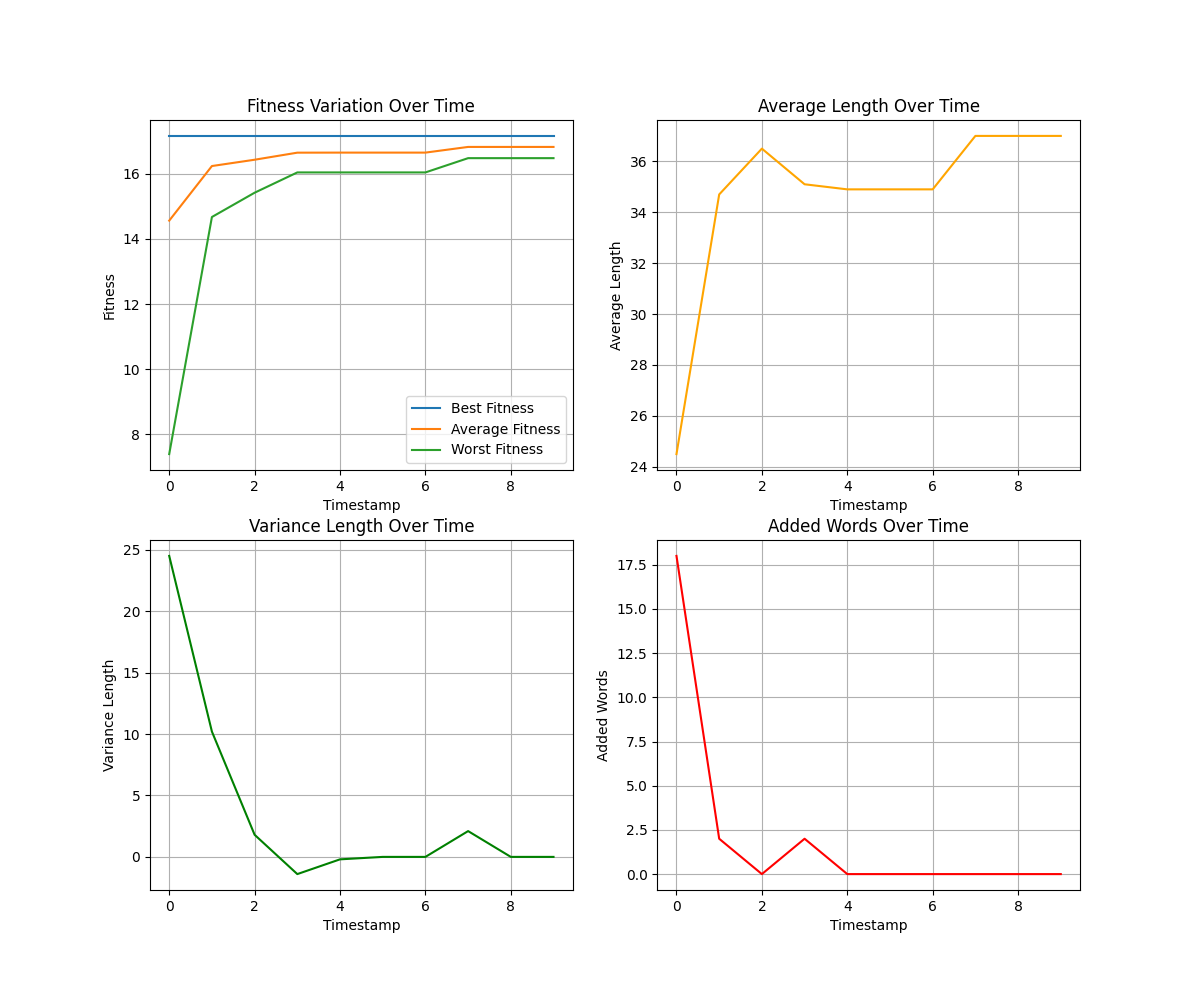 Fitness Variation Over Time
Fitness
16
14
12
10
8
Best Fitness
Average Fitness
Worst Fitness
0 2 4 6 8
Timestamp
Average Length Over Time
Average Length
36
34
32
30
28
26
24
0 2 4 6 8
Timestamp
Variance Length Over Time
Variance Length
25
20
15
10
5
0
0 2 4 6 8
Timestamp
Added Words Over Time
Added Words
17.5
15.0
12.5
10.0
7.5
5.0
2.5
0.0
0 2 4 6 8
Timestamp